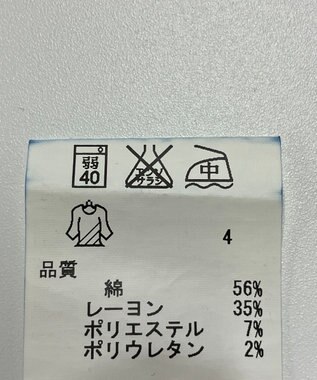 弱 40 エンソサラシ 中
4
品質
綿 56%
レーヨン 35%
ポリエステル 7%
ポリウレタン 2%